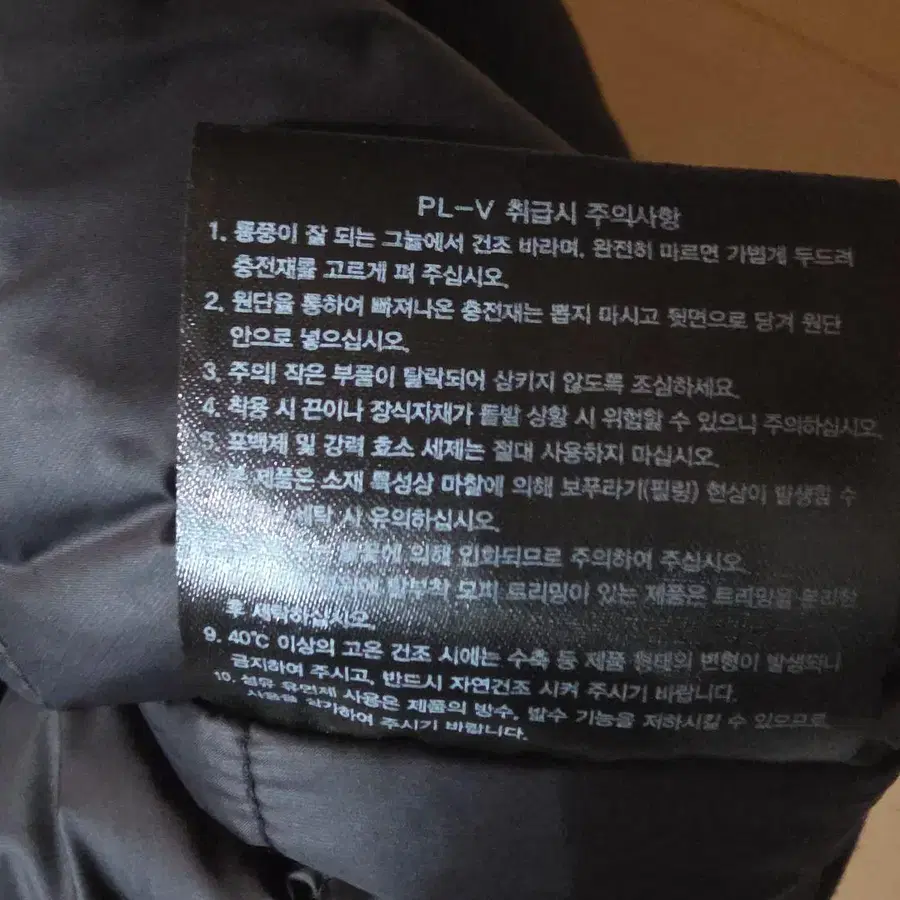 PL-V 취급시 주의사항
1. 통풍이 잘 되는 그늘에서 건조 바라며, 완전히 마르면 가볍게 두드려
충전재를 고르게 펴 주십시오.
2. 원단을 통하여 빠져나온 충전재는 뽑지 마시고 뒷면으로 당겨 원단
안으로 넣으십시오.
3. 주의! 작은 부품이 탈락되어 삼키지 않도록 조심하세요.
4. 착용 시 끈이나 장식자재가 돌발 상황 시 위험할 수 있으니 주의하십시오.
5. 표백제 및 강력 효소 세제는 절대 사용하지 마십시오.
본 제품은 소재 특성상 마찰에 의해 보푸라기(필링) 현상이 발생할 수
세탁 시 유의하십시오.
불꽃에 의해 인화되므로 주의하여 주십시오.
탈부착 모피 트리밍이 있는 제품은 트리밍을 분리한
후 세탁하십시오.
9. 40℃ 이상의 고온 건조 시에는 수축 등 제품 형태의 변형이 발생되니
금지하여 주시고, 반드시 자연건조 시켜 주시기 바랍니다.
10. 섬유 유연제 사용은 제품의 방수, 발수 기능을 저하시킬 수 있으므로
사용을 삼가하여 주시기 바랍니다.